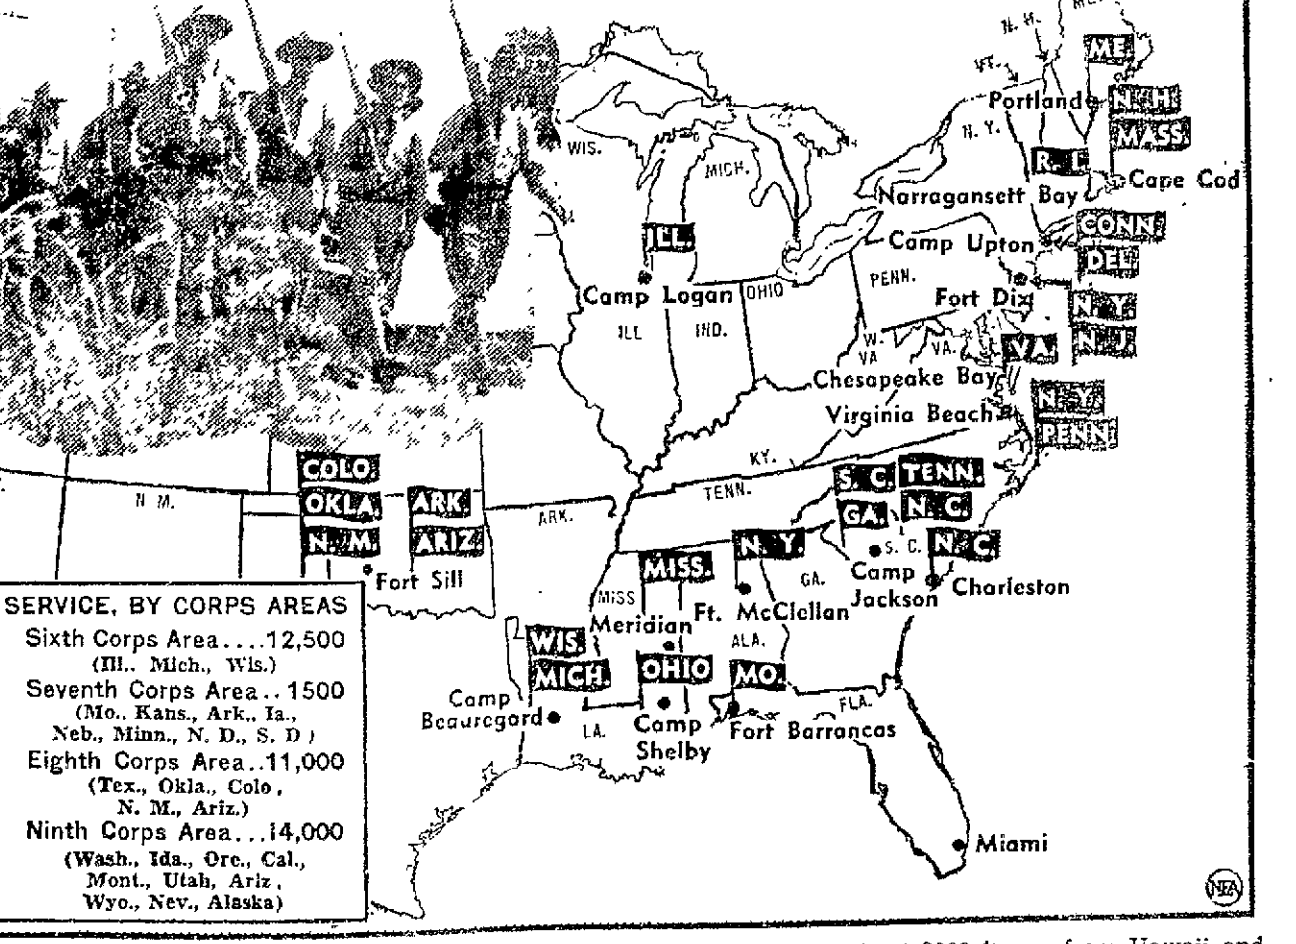 ME.
N. H.
VT.
ME.
Portland
N. H.
N. Y.
MASS.
WIS.
MICH.
R. I.
Cape Cod
Narragansett Bay
ILL.
CONN.
Camp Upton
DEL.
PENN.
Camp Logan
OHIO
Fort Dix
N. Y.
ILL
IND.
W.
VA
VA.
VA.
N. J.
Chesapeake Bay
N. Y.
Virginia Beach
PENN.
KY.
COLO.
S. C.
TENN.
TENN.
N M.
OKLA.
ARK.
ARK.
GA.
N. C.
N. M.
ARIZ.
N. Y.
S. C.
N. C.
MISS.
Fort Sill
GA.
Camp
Jackson
Charleston
MISS
Meridian
Ft. McClellan
ALA.
WIS.
MICH.
OHIO
MO.
Camp
Beauregard
LA.
Camp
Shelby
FLA.
Fort Barrancas
Miami
SERVICE, BY CORPS AREAS
Sixth Corps Area....12,500
(Ill., Mich., Wis.)
Seventh Corps Area..1500
(Mo., Kans., Ark., Ia.,
Neb., Minn., N. D., S. D )
Eighth Corps Area..11,000
(Tex., Okla., Colo,
N. M., Ariz.)
Ninth Corps Area...14,000
(Wash., Ida., Ore., Cal.,
Mont., Utah, Ariz,
Wyo., Nev., Alaska)
NEA
from Hawaii and